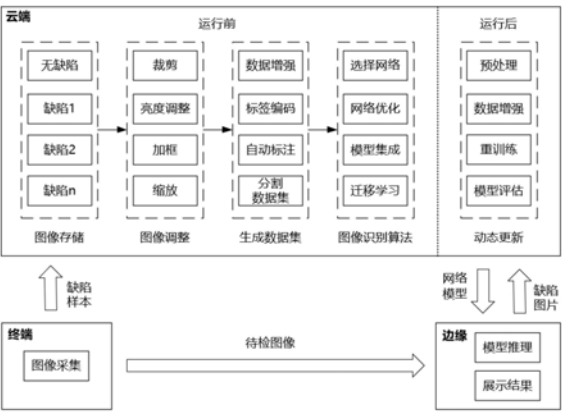 云端
运行前
运行后
无缺陷
裁剪
数据增强
选择网络
预处理
缺陷1
亮度调整
标签编码
网络优化
数据增强
缺陷2
加框
自动标注
模型集成
重训练
缺陷n
缩放
分割
数据集
迁移学习
模型评估
图像存储
图像调整
生成数据集
图像识别算法
动态更新
缺陷
样本
网络
模型
缺陷
图片
终端
图像采集
待检图像
边缘
模型推理
展示结果